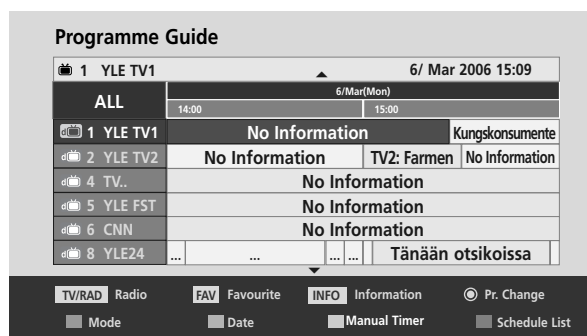 Programme Guide
1 YLE TV1 6/ Mar 2006 15:09
ALL 6/Mar(Mon)
14:00 15:00
1 YLE TV1 No Information Kungskonsumente
2 YLE TV2 No Information TV2: Farmen No Information
4 TV.. No Information
5 YLE FST No Information
6 CNN No Information
8 YLE24 ... ... ... ... Tänään otsikoissa
TV/RAD Radio FAV Favourite INFO Information Pr. Change
Mode Date Manual Timer Schedule List